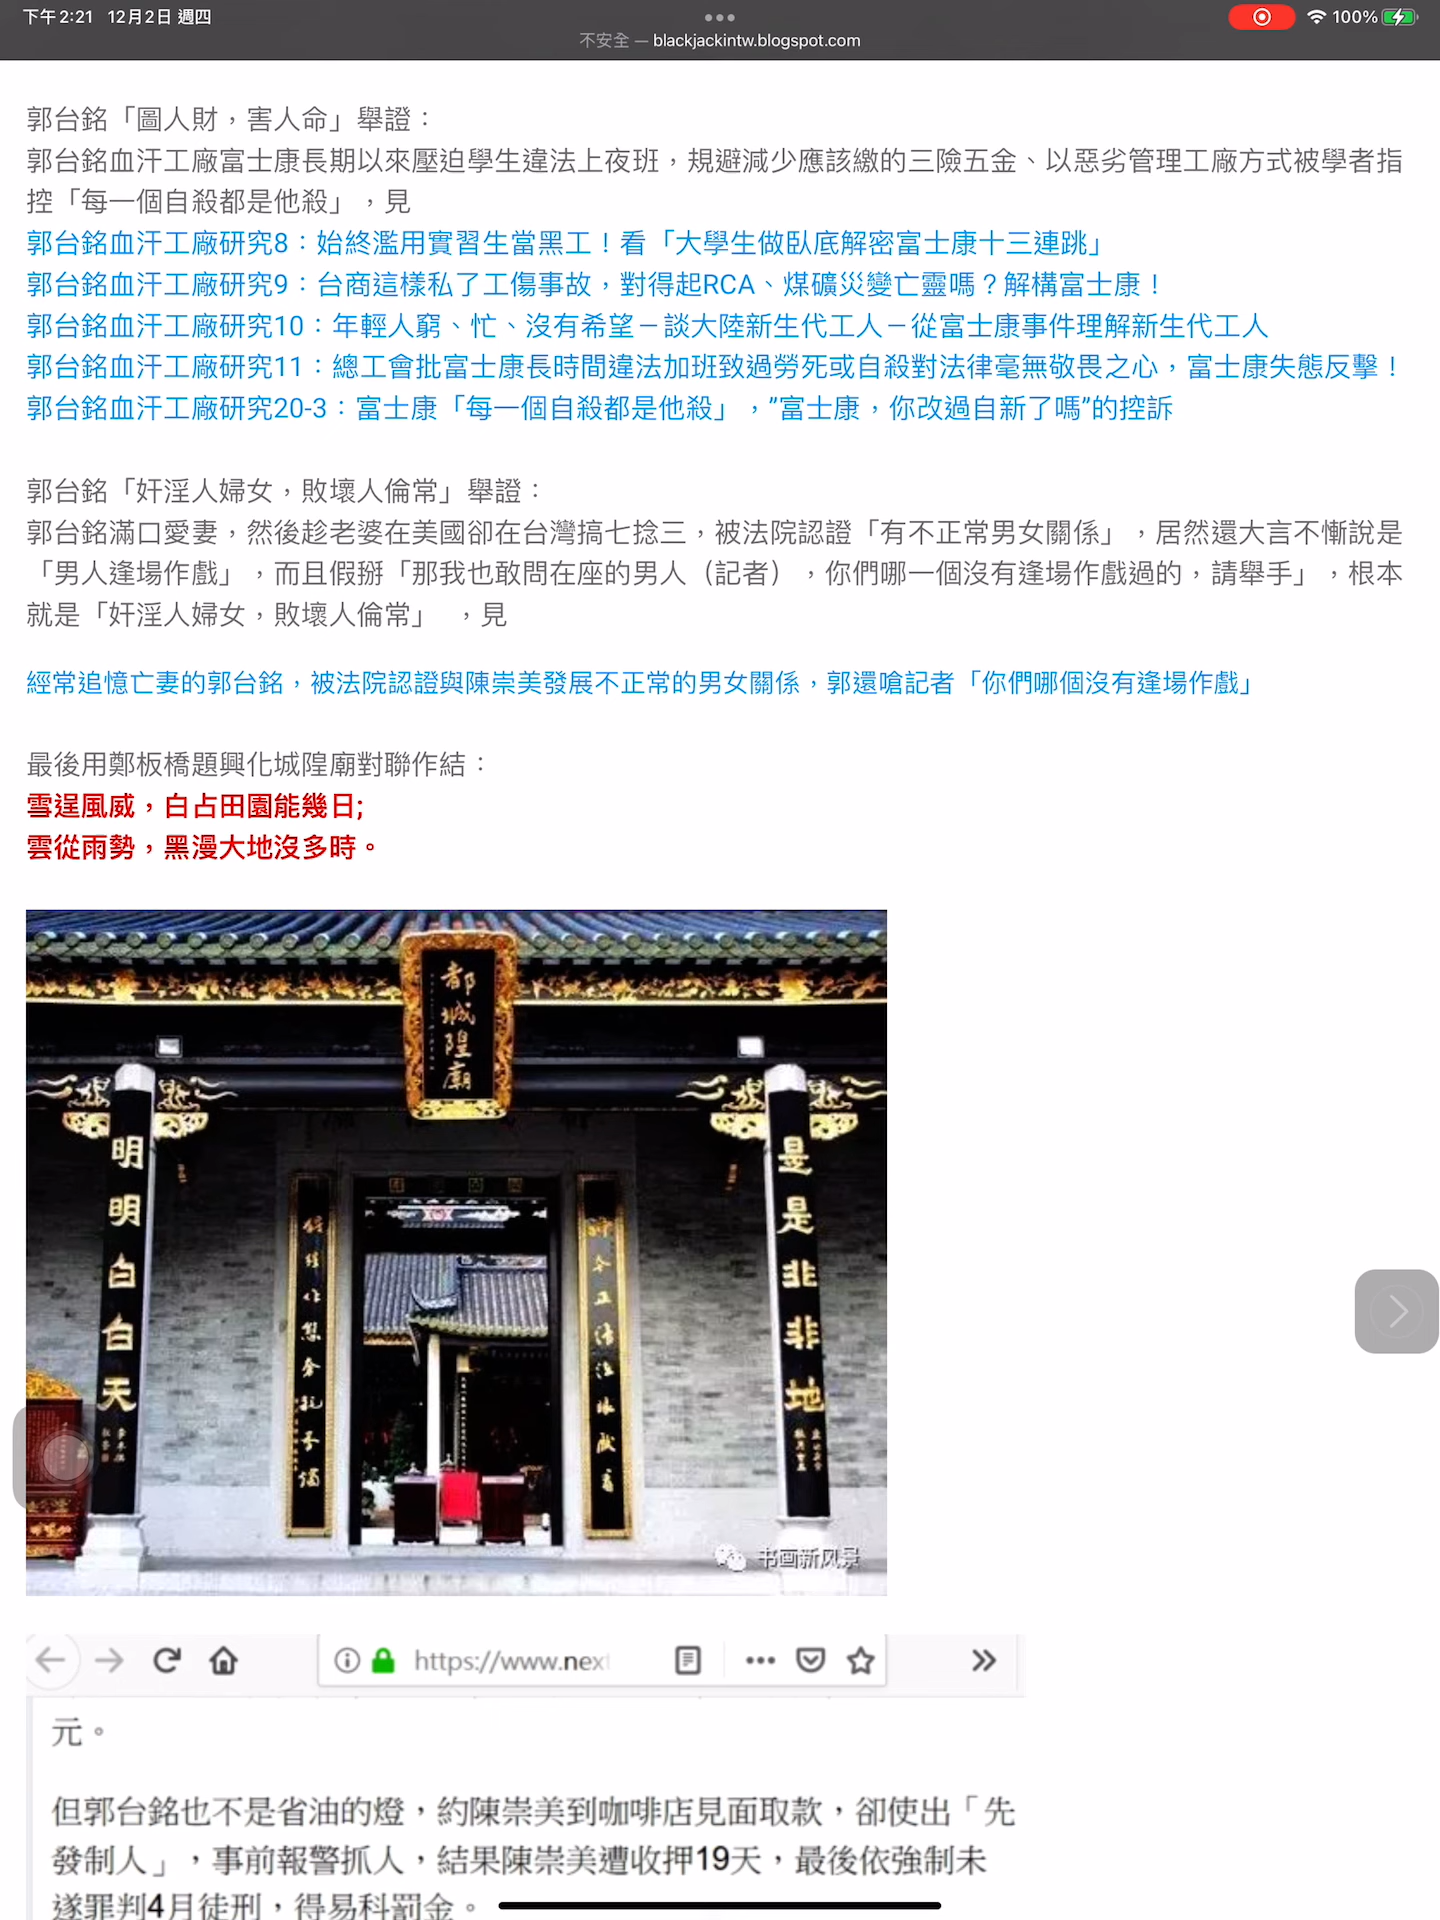 下午2:21 12月2日 週四
100%
不安全 — blackjackintw.blogspot.com
郭台銘「圖人財，害人命」舉證：
郭台銘血汗工廠富士康長期以來壓迫學生違法上夜班，規避減少應該繳的三險五金、以惡劣管理工廠方式被學者指
控「每一個自殺都是他殺」，見
郭台銘血汗工廠研究8：始終濫用實習生當黑工！看「大學生做臥底解密富士康十三連跳」
郭台銘血汗工廠研究9：台商這樣私了工傷事故，對得起RCA、煤礦災變亡靈嗎？解構富士康！
郭台銘血汗工廠研究10：年輕人窮、忙、沒有希望－談大陸新生代工人－從富士康事件理解新生代工人
郭台銘血汗工廠研究11：總工會批富士康長時間違法加班致過勞死或自殺對法律毫無敬畏之心，富士康失態反擊！
郭台銘血汗工廠研究20-3：富士康「每一個自殺都是他殺」，”富士康，你改過自新了嗎”的控訴
郭台銘「奸淫人婦女，敗壞人倫常」舉證：
郭台銘滿口愛妻，然後趁老婆在美國卻在台灣搞七捻三，被法院認證「有不正常男女關係」，居然還大言不慚說是
「男人逢場作戲」，而且假掰「那我也敢問在座的男人（記者），你們哪一個沒有逢場作戲過的，請舉手」，根本
就是「奸淫人婦女，敗壞人倫常」 ，見
經常追憶亡妻的郭台銘，被法院認證與陳崇美發展不正常的男女關係，郭還嗆記者「你們哪個沒有逢場作戲」
最後用鄭板橋題興化城隍廟對聯作結：
雪逞風威，白占田園能幾日;
雲從雨勢，黑漫大地沒多時。
都城隍廟
明明白白天
是是非非地
书画新风景
https://www.next
元。
但郭台銘也不是省油的燈，約陳崇美到咖啡店見面取款，卻使出「先
發制人」，事前報警抓人，結果陳崇美遭收押19天，最後依強制未
遂罪判4月徒刑，得易科罰金。